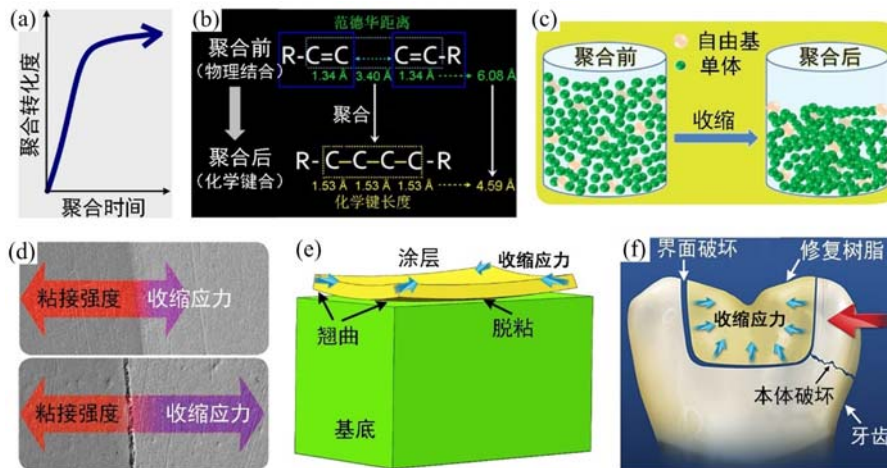 (a)
聚合转化度
聚合时间
(b)
范德华距离
聚合前
(物理结合)
R-C=C
C=C-R
1.34 Å
3.40 Å
1.34 Å
6.08 Å
聚合
聚合后
(化学键合)
R-C-C-C-C-R
1.53 Å
1.53 Å
1.53 Å
4.59 Å
化学键长度
(c)
聚合前
自由基
单体
聚合后
收缩
(d)
粘接强度
收缩应力
粘接强度
收缩应力
(e)
涂层
收缩应力
翘曲
脱粘
基底
(f)
界面破坏
修复树脂
收缩应力
本体破坏
牙齿